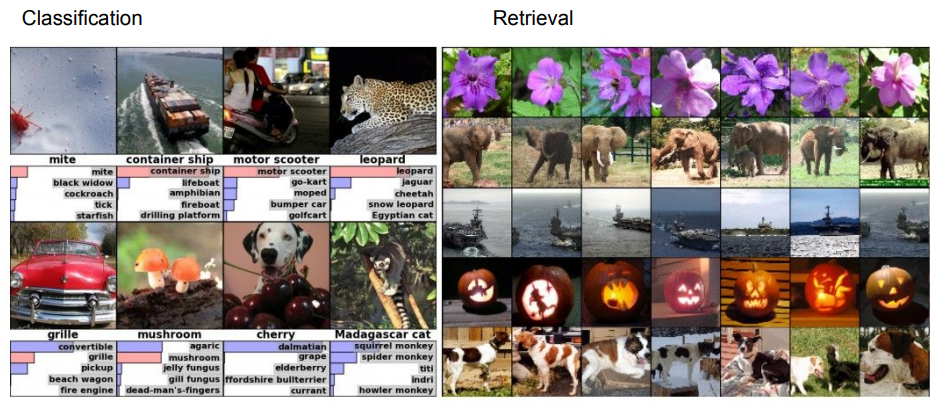 Classification
Retrieval
mite
container ship
motor scooter
leopard
mite
black widow
cockroach
tick
starfish
container ship
lifeboat
amphibian
fireboat
drilling platform
motor scooter
go-kart
moped
bumper car
golfcart
leopard
jaguar
cheetah
snow leopard
Egyptian cat
grille
mushroom
cherry
Madagascar cat
convertible
grille
pickup
beach wagon
fire engine
agaric
mushroom
jelly fungus
gill fungus
dead-man's-fingers
dalmatian
grape
elderberry
ffordshire bullterrier
currant
squirrel monkey
spider monkey
titi
indri
howler monkey